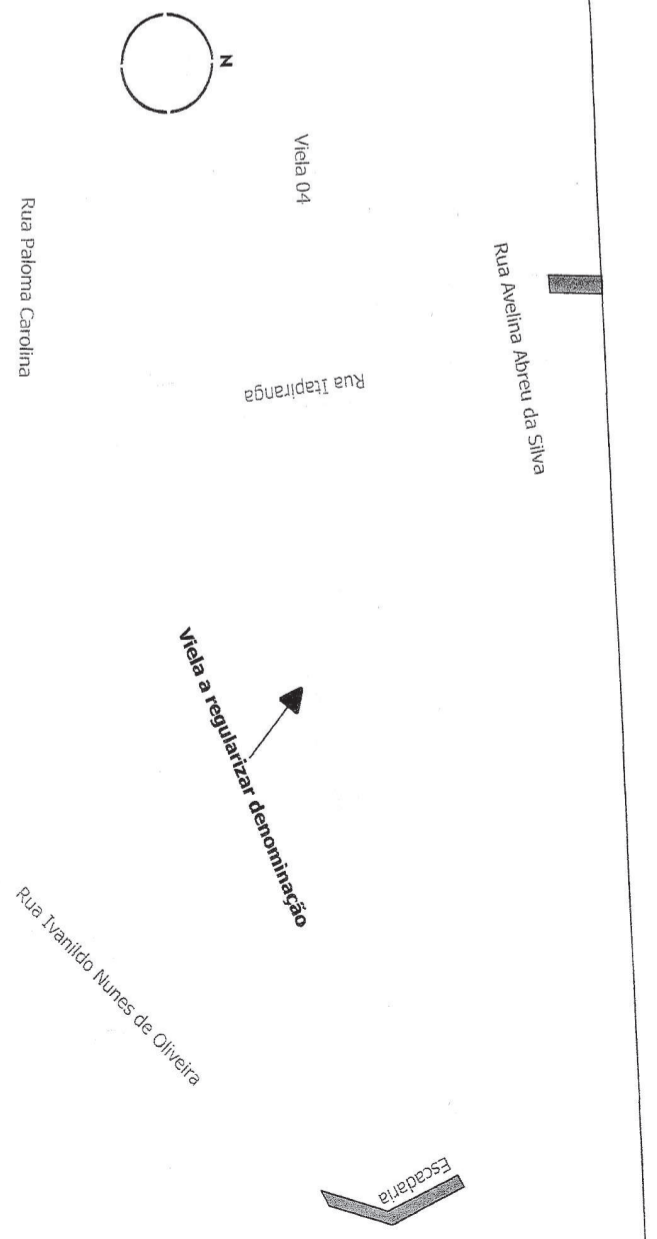 N
Viela 04
Rua Avelina Abreu da Silva
Rua Paloma Carolina
Rua Itapiranga
Viela a regularizar denominação
Rua Ivanildo Nunes de Oliveira
Escadaria